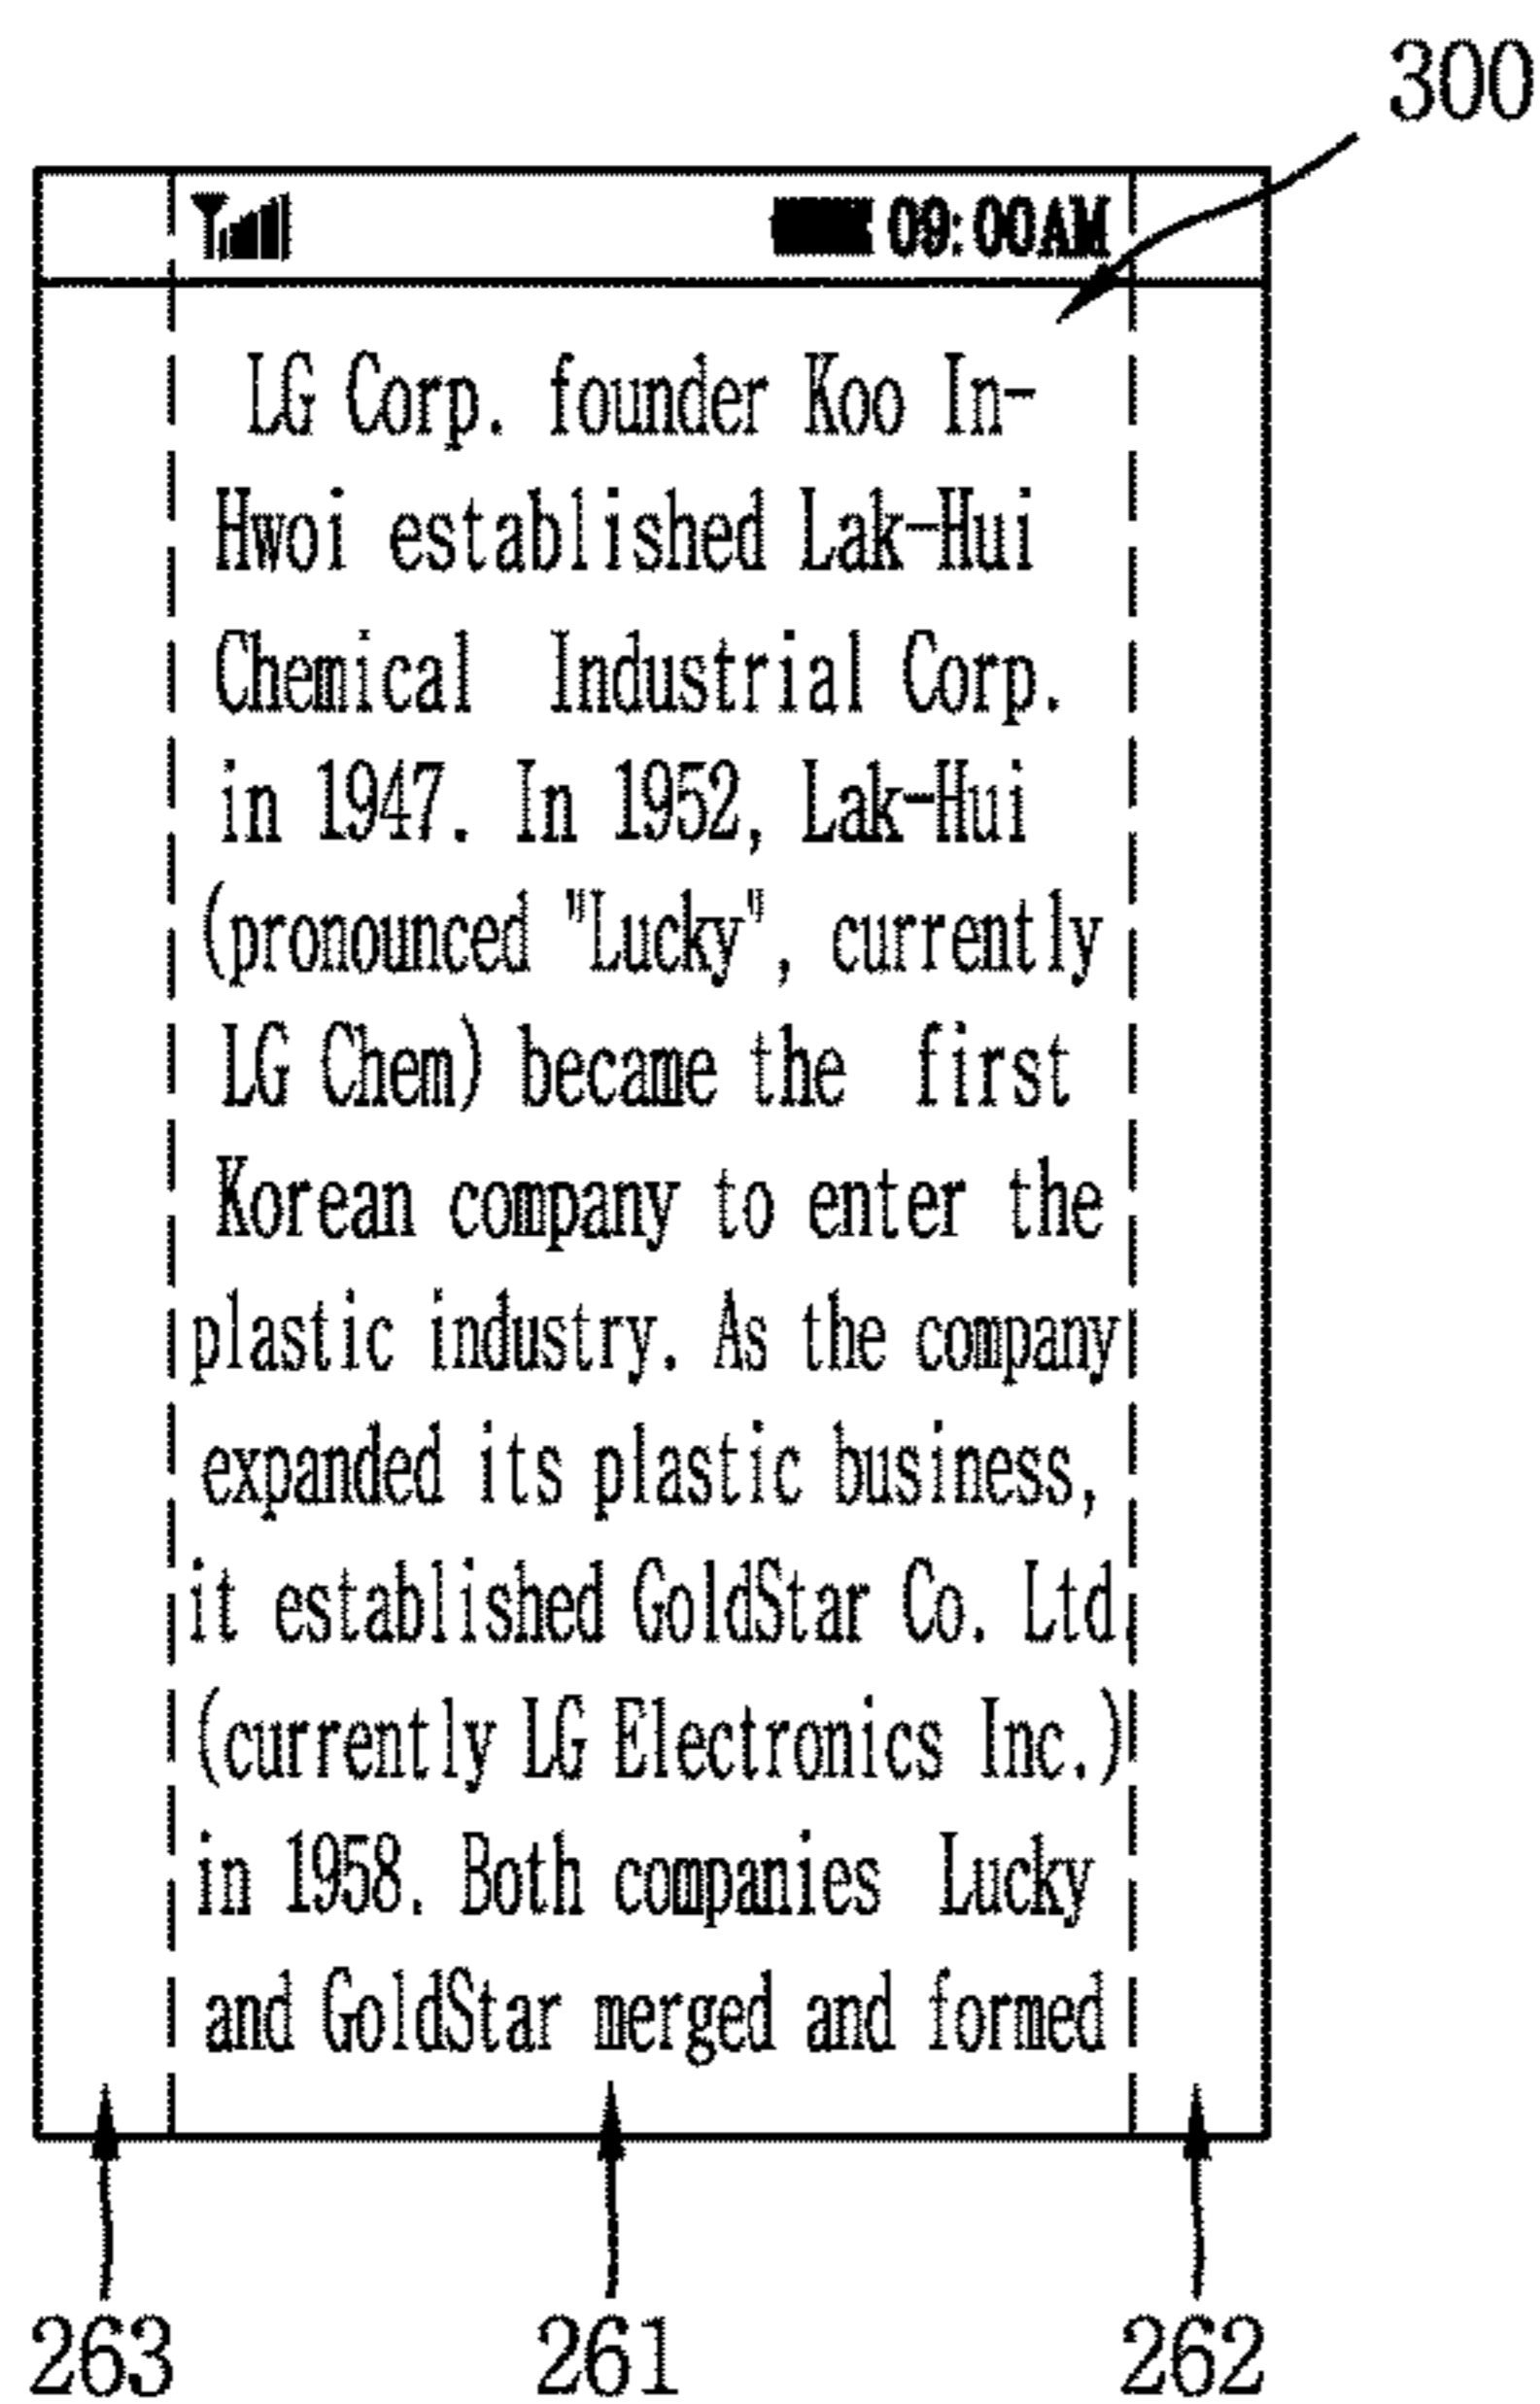 300
09:00AM
LG Corp. founder Koo In-
Hwoi established Lak-Hui
Chemical Industrial Corp.
in 1947. In 1952, Lak-Hui
(pronounced "Lucky", currently
LG Chem) became the first
Korean company to enter the
plastic industry. As the company
expanded its plastic business,
it established GoldStar Co. Ltd.
(currently LG Electronics Inc.)
in 1958. Both companies Lucky
and GoldStar merged and formed
263 261 262